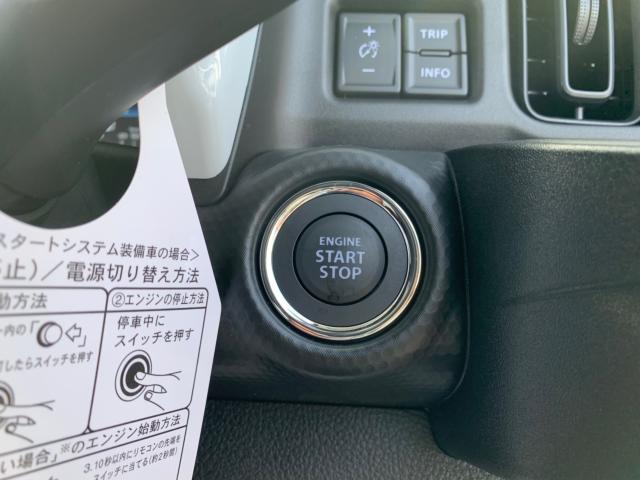 +
−
TRIP
INFO
ENGINE
START
STOP
スタートシステム装備車の場合>
止）／電源切り替え方法
動方法
②エンジンの停止方法
停車中に
スイッチを押す
内の「
したらスイッチを押す
い場合」※のエンジン始動方法
3.10秒以内にリモコンの先端を
スイッチに当てる(約2秒間)